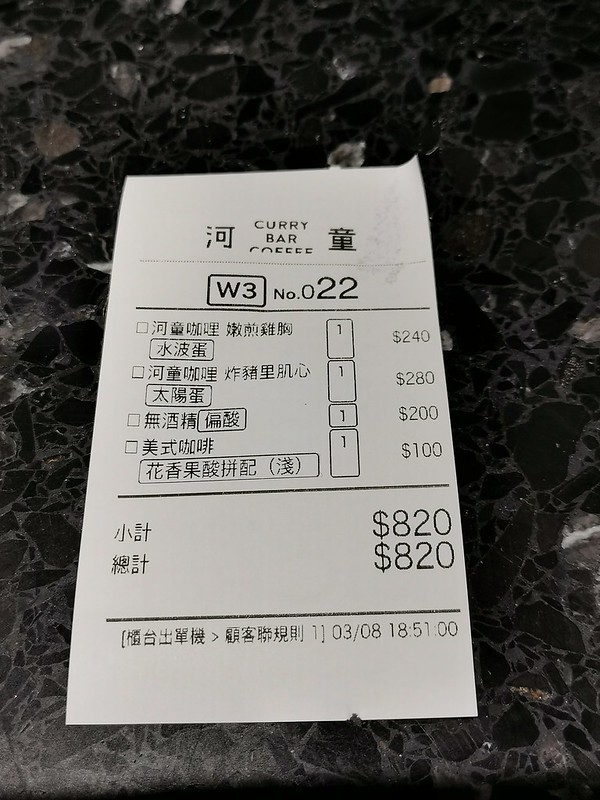 河 CURRY BAR COFFEE 童
W3 No.022
□河童咖哩 嫩煎雞胸 1 $240
水波蛋
□河童咖哩 炸豬里肌心 1 $280
太陽蛋
□無酒精 偏酸 1 $200
□美式咖啡 1 $100
花香果酸拼配（淺）
小計 $820
總計 $820
[櫃台出單機 > 顧客聯規則 1] 03/08 18:51:00